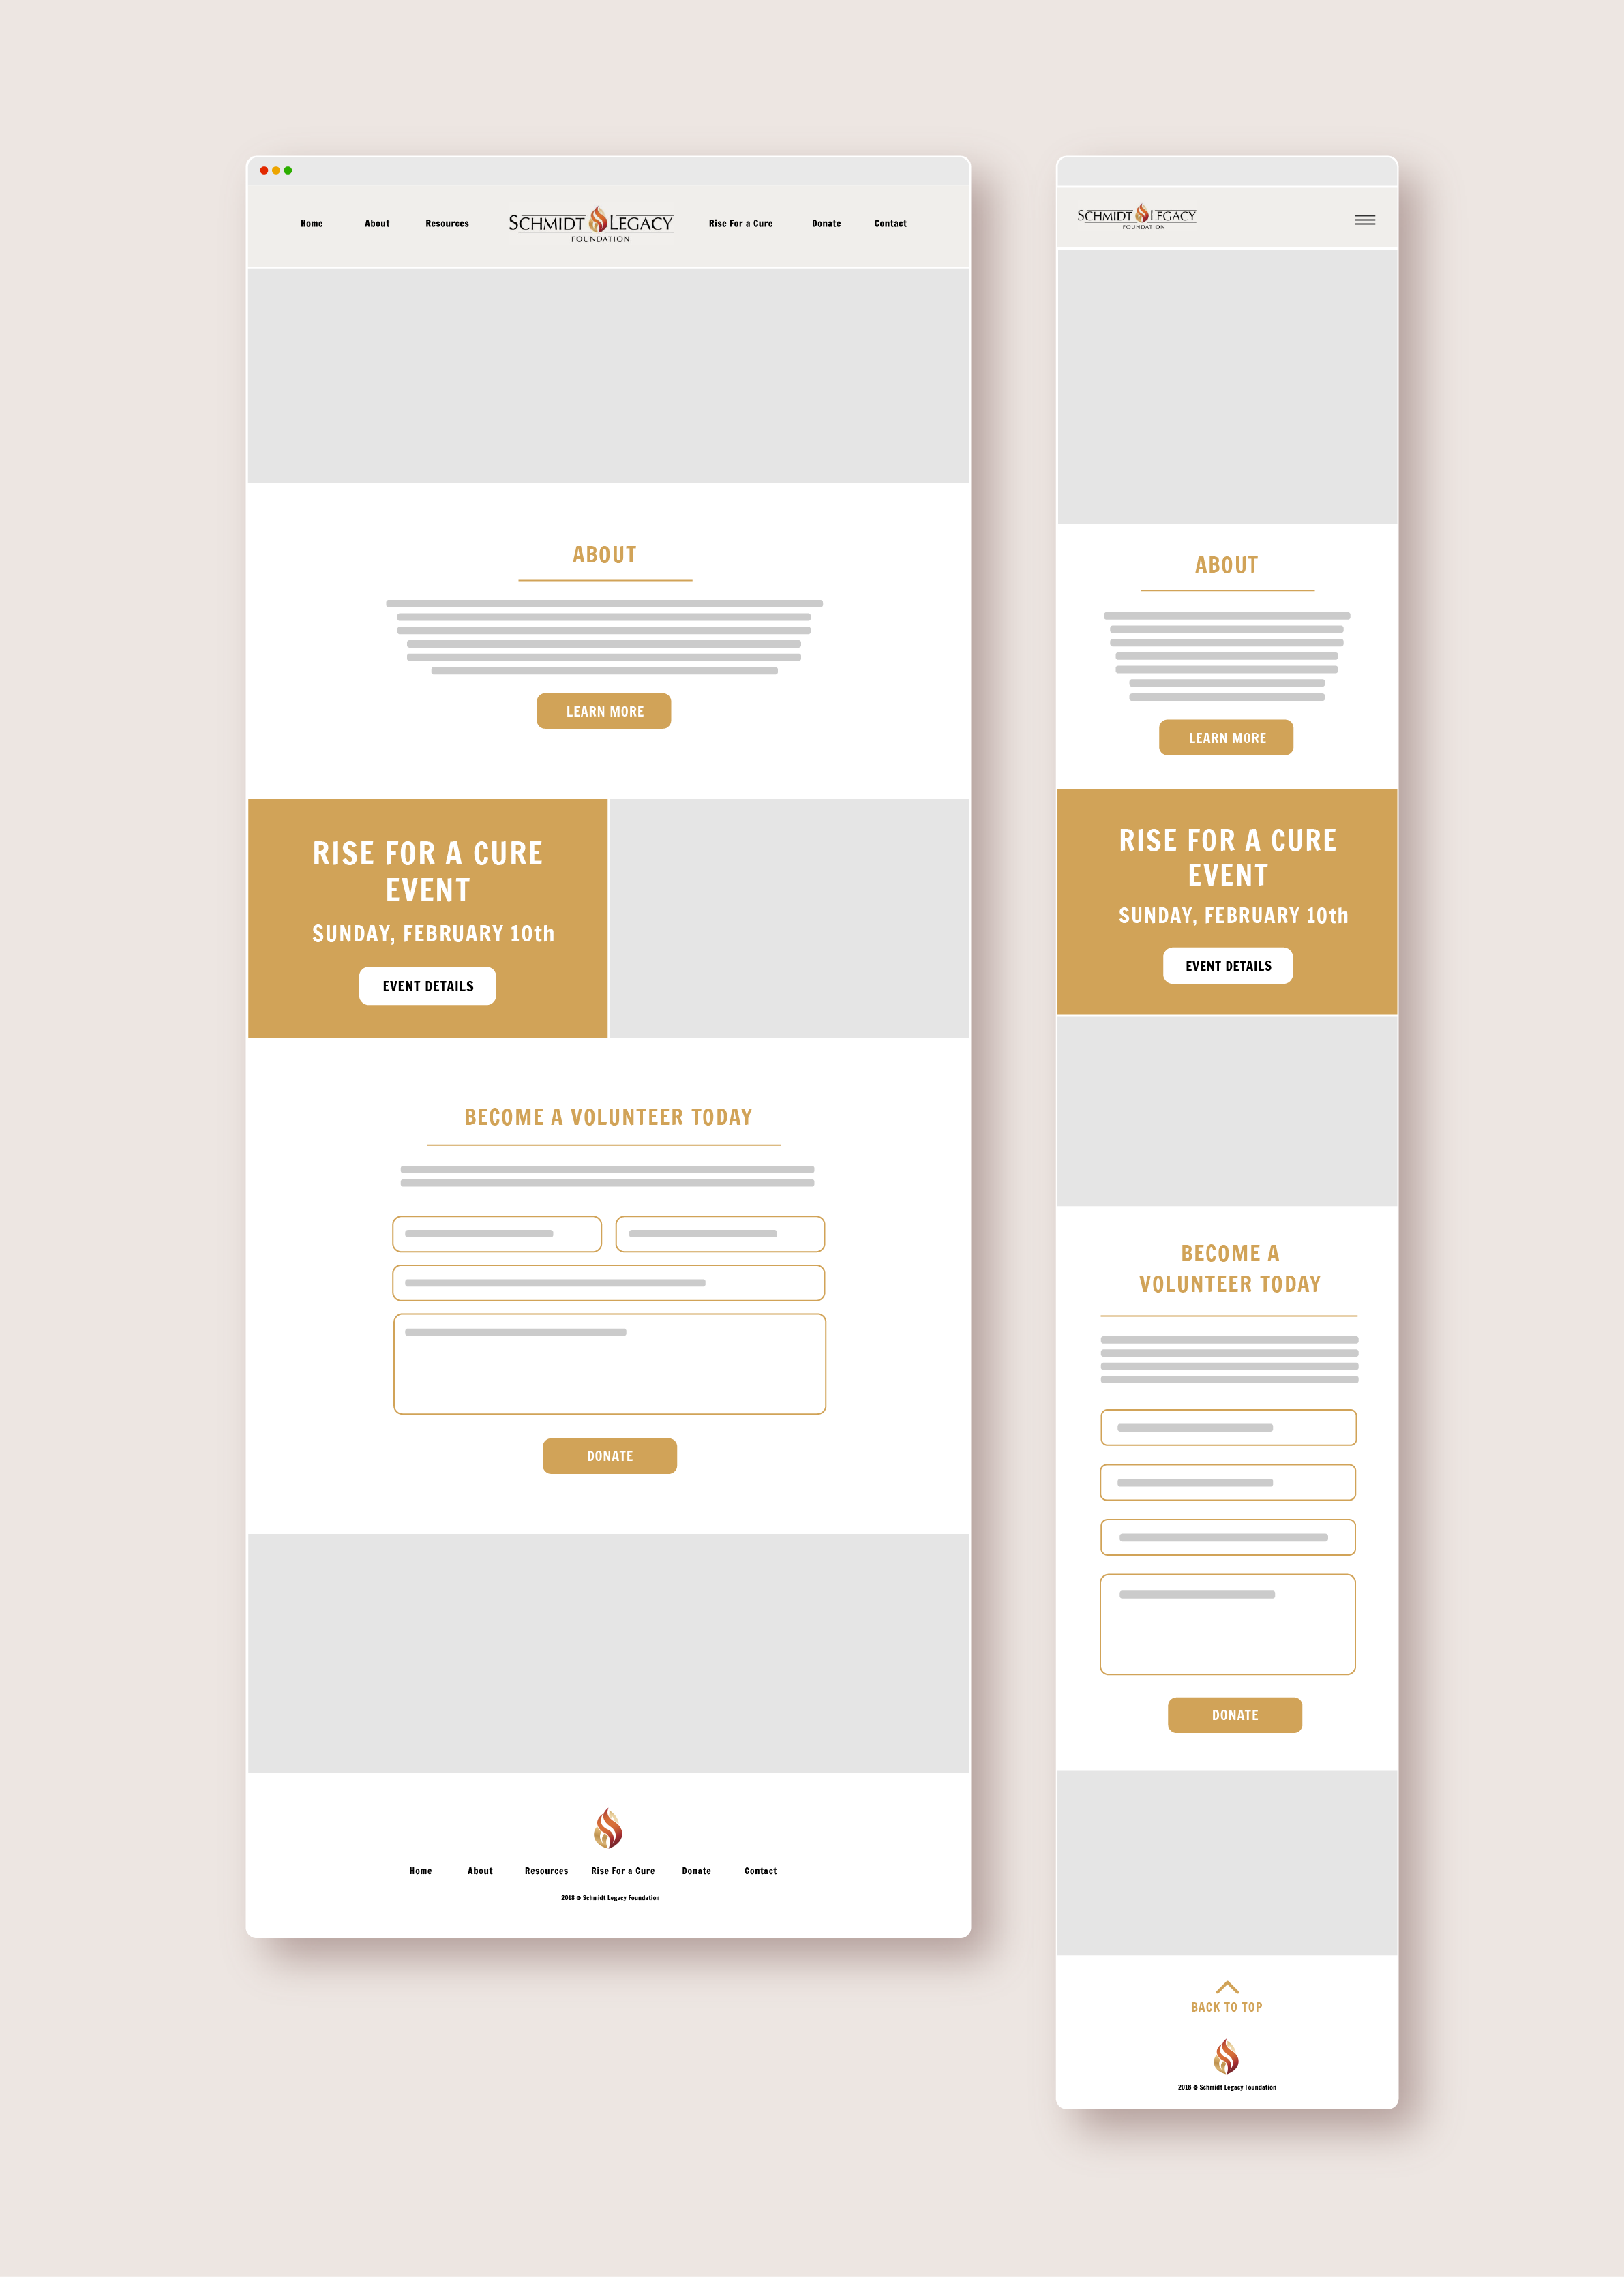 Home About Resources SCHMIDT LEGACY Rise For a Cure Donate Contact
FOUNDATION
ABOUT
LEARN MORE
RISE FOR A CURE
EVENT
SUNDAY, FEBRUARY 10th
EVENT DETAILS
BECOME A VOLUNTEER TODAY
DONATE
Home About Resources Rise For a Cure Donate Contact
2018 © Schmidt Legacy Foundation
SCHMIDT LEGACY
FOUNDATION
ABOUT
LEARN MORE
RISE FOR A CURE
EVENT
SUNDAY, FEBRUARY 10th
EVENT DETAILS
BECOME A
VOLUNTEER TODAY
DONATE
BACK TO TOP
2018 © Schmidt Legacy Foundation